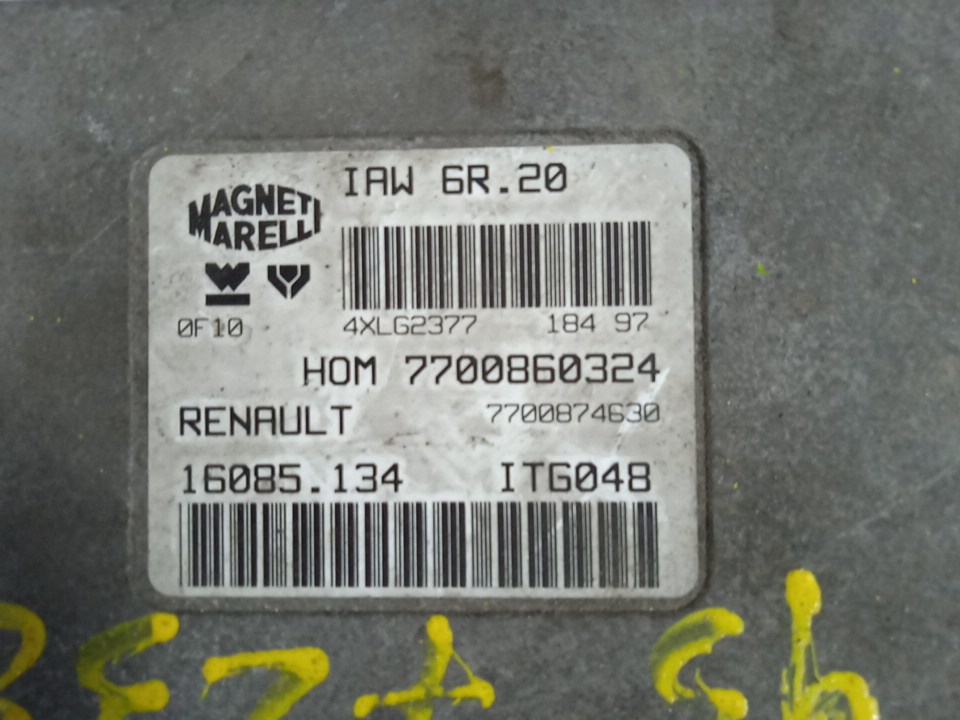 IAW 6R.20
MAGNETI
MARELLI
0F10
4XLG2377 184 97
HOM 7700860324
RENAULT 7700874630
16085.134 ITG048